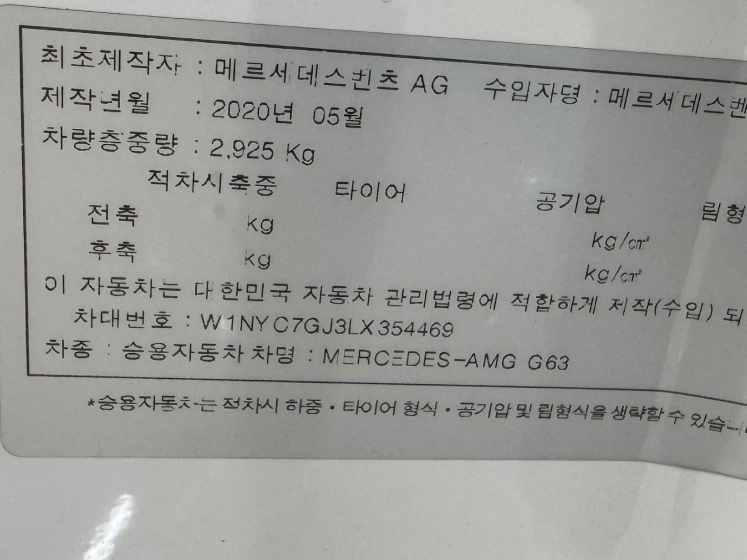 최초제작자 : 메르세데스벤츠 AG 수입자명 : 메르세데스벤
제작년월 : 2020년 05월
차량총중량 : 2,925 Kg
적차시축중 타이어 공기압 림형
전축 kg kg/㎠
후축 kg kg/㎠
이 자동차는 대한민국 자동차 관리법령에 적합하게 제작(수입) 되
차대번호 : W1NYC7GJ3LX354469
차종 : 승용자동차 차명 : MERCEDES-AMG G63
*승용자동차는 적차시 하중・타이어 형식・공기압 및 림형식을 생략할 수 있습니